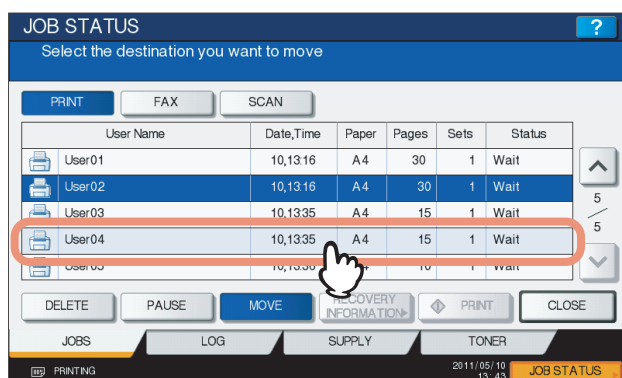 JOB STATUS ?
Select the destination you want to move
PRINT FAX SCAN
User Name Date,Time Paper Pages Sets Status
User01 10,13:16 A4 30 1 Wait
User02 10,13:16 A4 30 1 Wait
User03 10,13:35 A4 15 1 Wait
User04 10,13:35 A4 15 1 Wait
5
5
DELETE PAUSE MOVE RECOVERY INFORMATION PRINT CLOSE
JOBS LOG SUPPLY TONER
PRINTING 2011/05/10 JOB STATUS
13:43